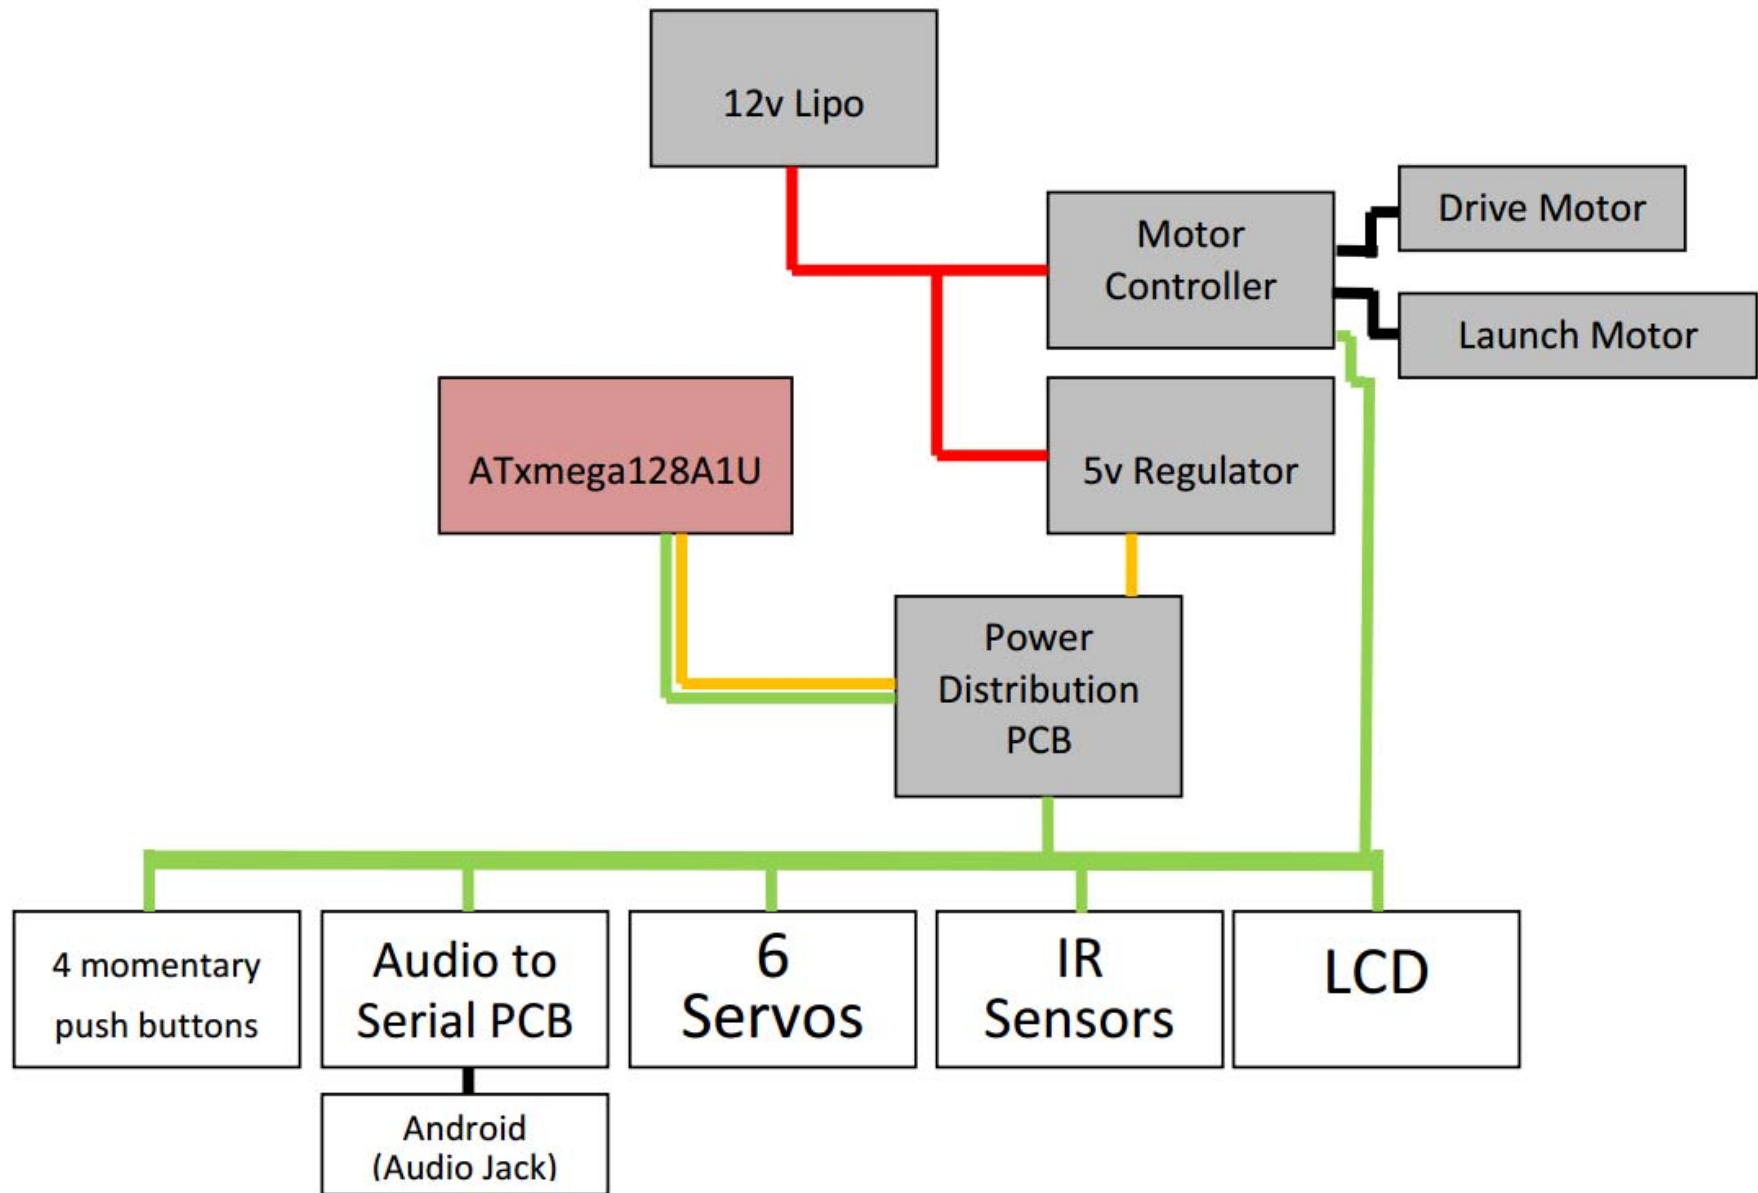 12v Lipo
Motor
Controller
Drive Motor
Launch Motor
ATxmega128A1U
5v Regulator
Power
Distribution
PCB
4 momentary
push buttons
Audio to
Serial PCB
6
Servos
IR
Sensors
LCD
Android
(Audio Jack)